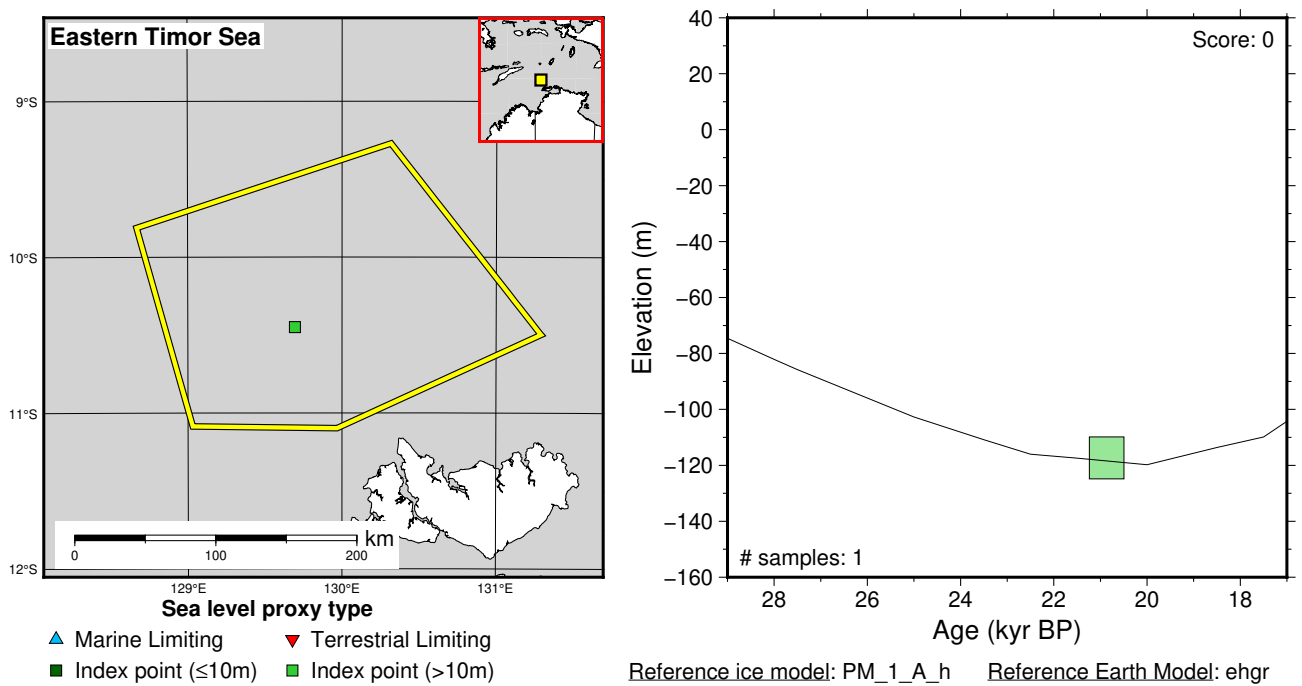 Eastern Timor Sea
9°S
10°S
11°S
12°S
129°E
130°E
131°E
km
0
100
200
Sea level proxy type
Marine Limiting
Terrestrial Limiting
Index point (≤10m)
Index point (>10m)
Score: 0
# samples: 1
Elevation (m)
40
20
0
−20
−40
−60
−80
−100
−120
−140
−160
28
26
24
22
20
18
Age (kyr BP)
Reference ice model: PM_1_A_h
Reference Earth Model: ehgr